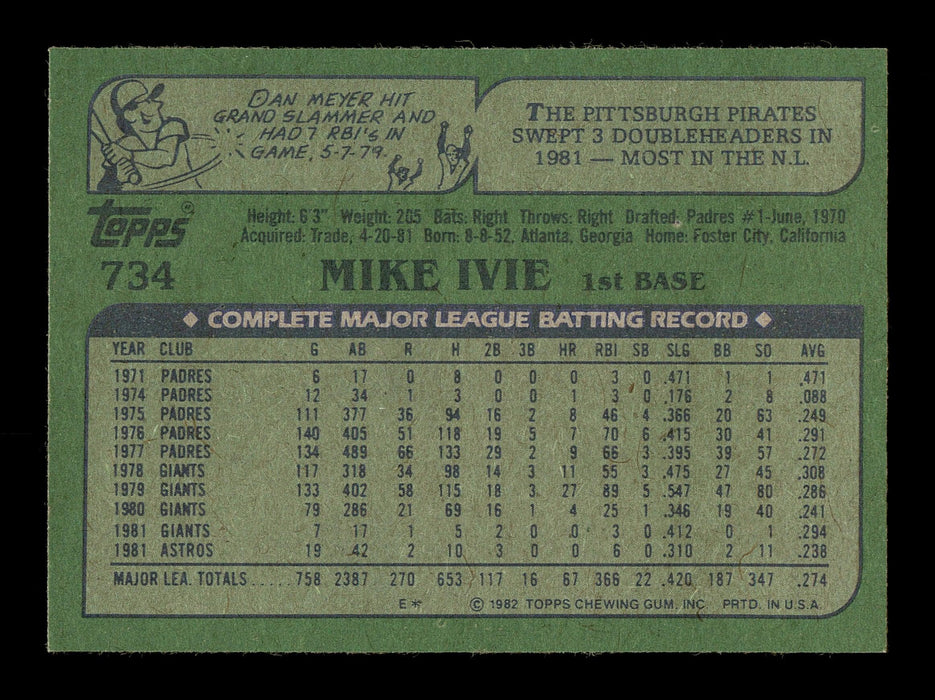 DAN MEYER HIT
GRAND SLAMMER AND
HAD 7 RBI's IN
GAME, 5-7-79.
THE PITTSBURGH PIRATES
SWEPT 3 DOUBLEHEADERS IN
1981 — MOST IN THE N.L.
topps®
Height: 6'3" Weight: 205 Bats: Right Throws: Right Drafted: Padres #1-June, 1970
Acquired: Trade, 4-20-81 Born: 8-8-52, Atlanta, Georgia Home: Foster City, California
734 MIKE IVIE 1st BASE
◆ COMPLETE MAJOR LEAGUE BATTING RECORD ◆
YEAR CLUB G AB R H 2B 3B HR RBI SB SLG BB SO AVG
1971 PADRES 6 17 0 8 0 0 0 3 0 .471 1 1 .471
1974 PADRES 12 34 1 3 0 0 1 3 0 .176 2 8 .088
1975 PADRES 111 377 36 94 16 2 8 46 4 .366 20 63 .249
1976 PADRES 140 405 51 118 19 5 7 70 6 .415 30 41 .291
1977 PADRES 134 489 66 133 29 2 9 66 3 .395 39 57 .272
1978 GIANTS 117 318 34 98 14 3 11 55 3 .475 27 45 .308
1979 GIANTS 133 402 58 115 18 3 27 89 5 .547 47 80 .286
1980 GIANTS 79 286 21 69 16 1 4 25 1 .346 19 40 .241
1981 GIANTS 7 17 1 5 2 0 0 3 0 .412 0 1 .294
1981 ASTROS 19 42 2 10 3 0 0 6 0 .310 2 11 .238
MAJOR LEA. TOTALS..... 758 2387 270 653 117 16 67 366 22 .420 187 347 .274
E* © 1982 TOPPS CHEWING GUM, INC. PRTD. IN U.S.A.